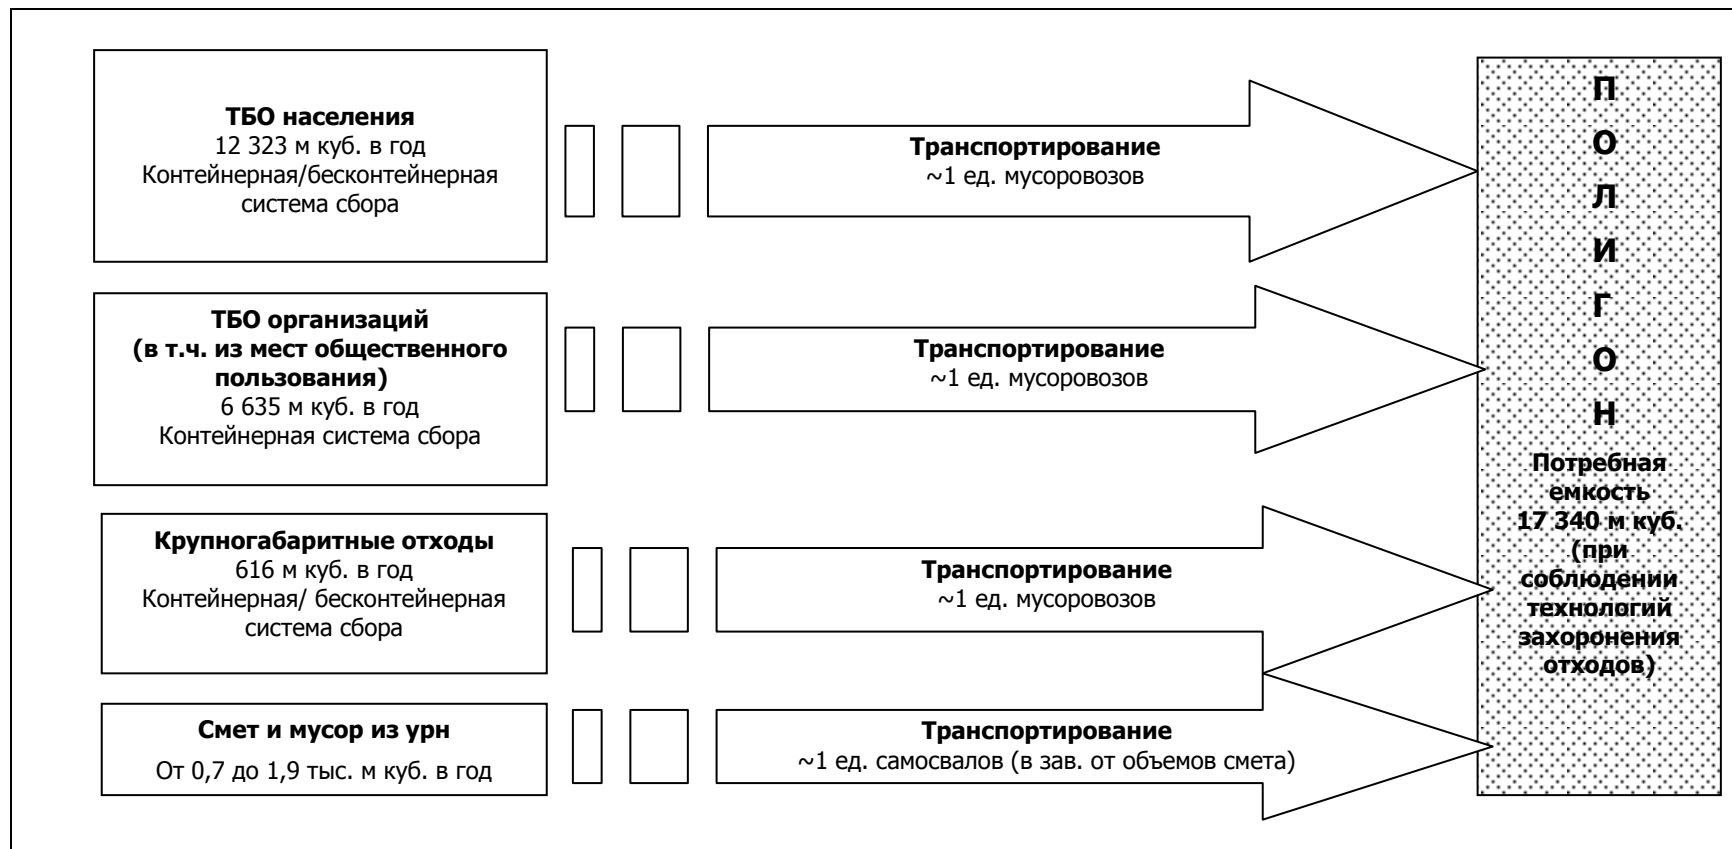 ТБО населения
12 323 м куб. в год
Контейнерная/бесконтейнерная
система сбора
Транспортирование
~1 ед. мусоровозов
ТБО организаций
(в т.ч. из мест общественного
пользования)
6 635 м куб. в год
Контейнерная система сбора
Транспортирование
~1 ед. мусоровозов
Крупногабаритные отходы
616 м куб. в год
Контейнерная/ бесконтейнерная
система сбора
Транспортирование
~1 ед. мусоровозов
Смет и мусор из урн
От 0,7 до 1,9 тыс. м куб. в год
Транспортирование
~1 ед. самосвалов (в зав. от объемов смета)
П
О
Л
И
Г
О
Н
Потребная
емкость
17 340 м куб.
(при
соблюдении
технологий
захоронения
отходов)